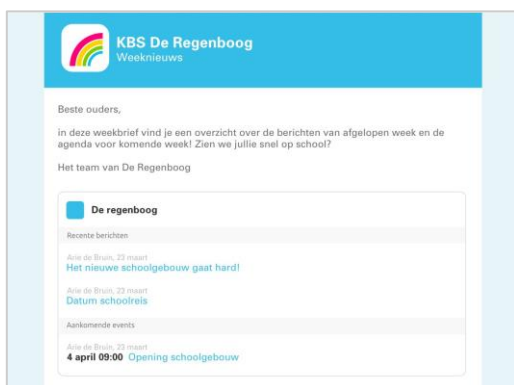 KBS De Regenboog
Weeknieuws
Beste ouders,
in deze weekbrief vind je een overzicht over de berichten van afgelopen week en de
agenda voor komende week! Zien we jullie snel op school?
Het team van De Regenboog
De regenboog
Recente berichten
Arie de Bruin, 23 maart
Het nieuwe schoolgebouw gaat hard!
Arie de Bruin, 23 maart
Datum schoolreis
Aankomende events
Arie de Bruin, 23 maart
4 april 09:00 Opening schoolgebouw